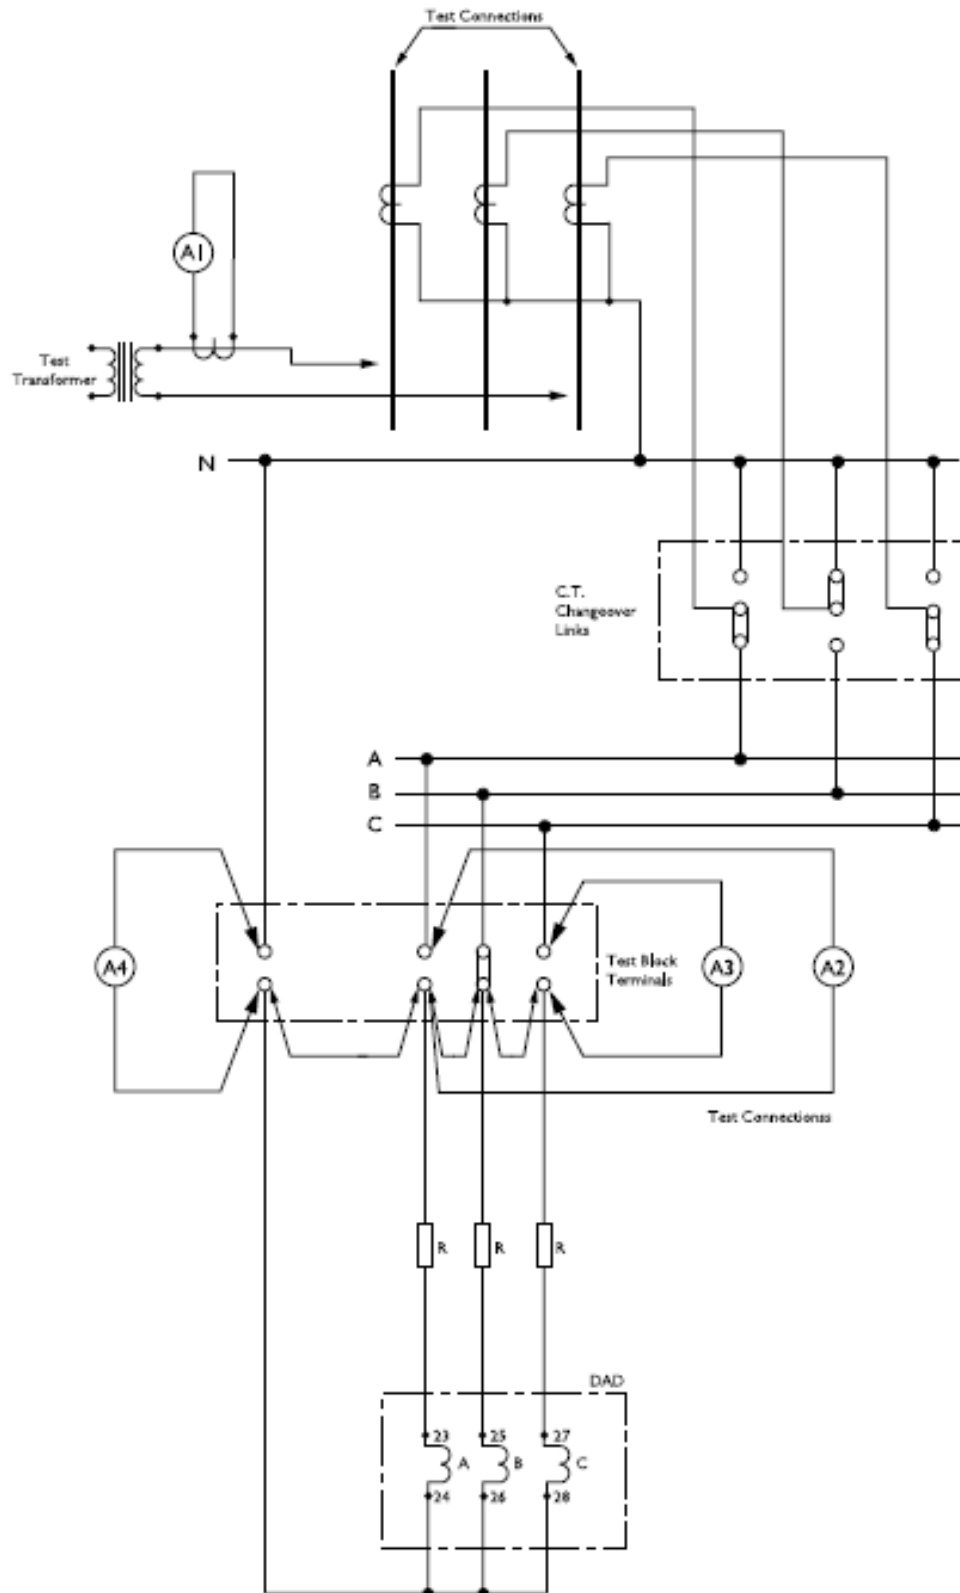 Test Connections
A1
Test
Transformer
N
C.T.
Changeover
Links
A
B
C
A4
Test Block
Terminals
A3
A2
Test Connectionss
R
R
R
DAD
23
25
27
A
B
C
24
26
28